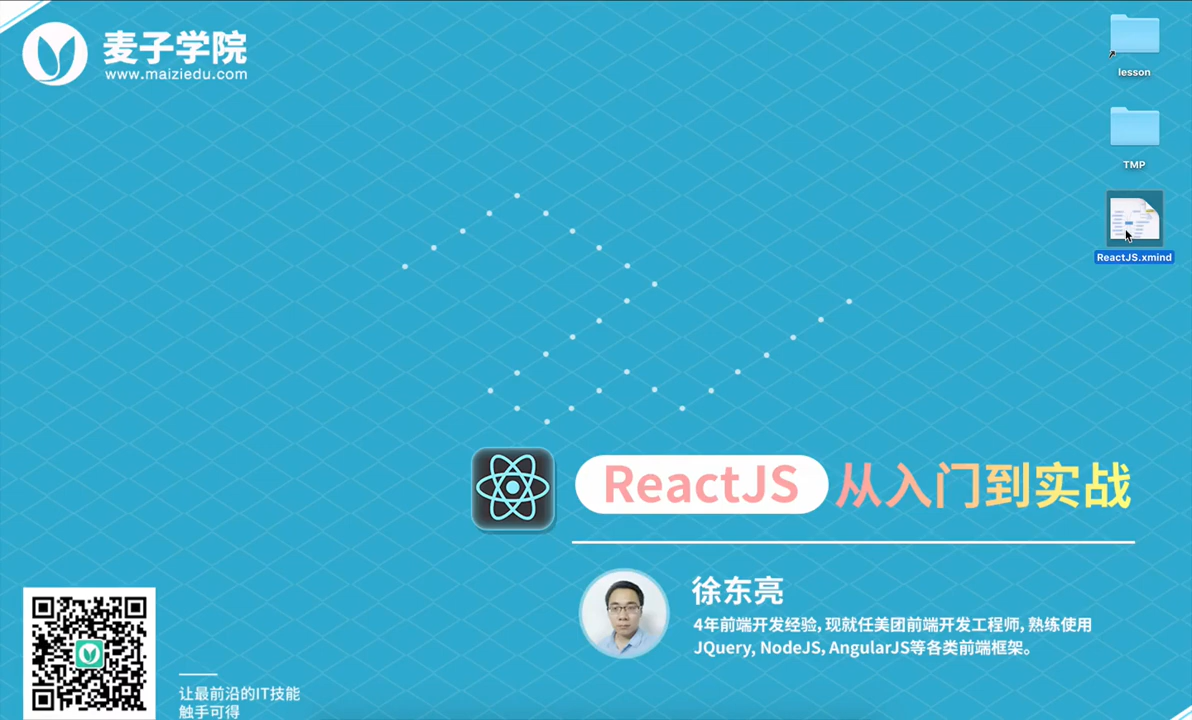 麦子学院
www.maiziedu.com
lesson
TMP
ReactJS.xmind
ReactJS 从入门到实战
徐东亮
4年前端开发经验, 现就任美团前端开发工程师, 熟练使用
JQuery, NodeJS, AngularJS等各类前端框架。
让最前沿的IT技能
触手可得